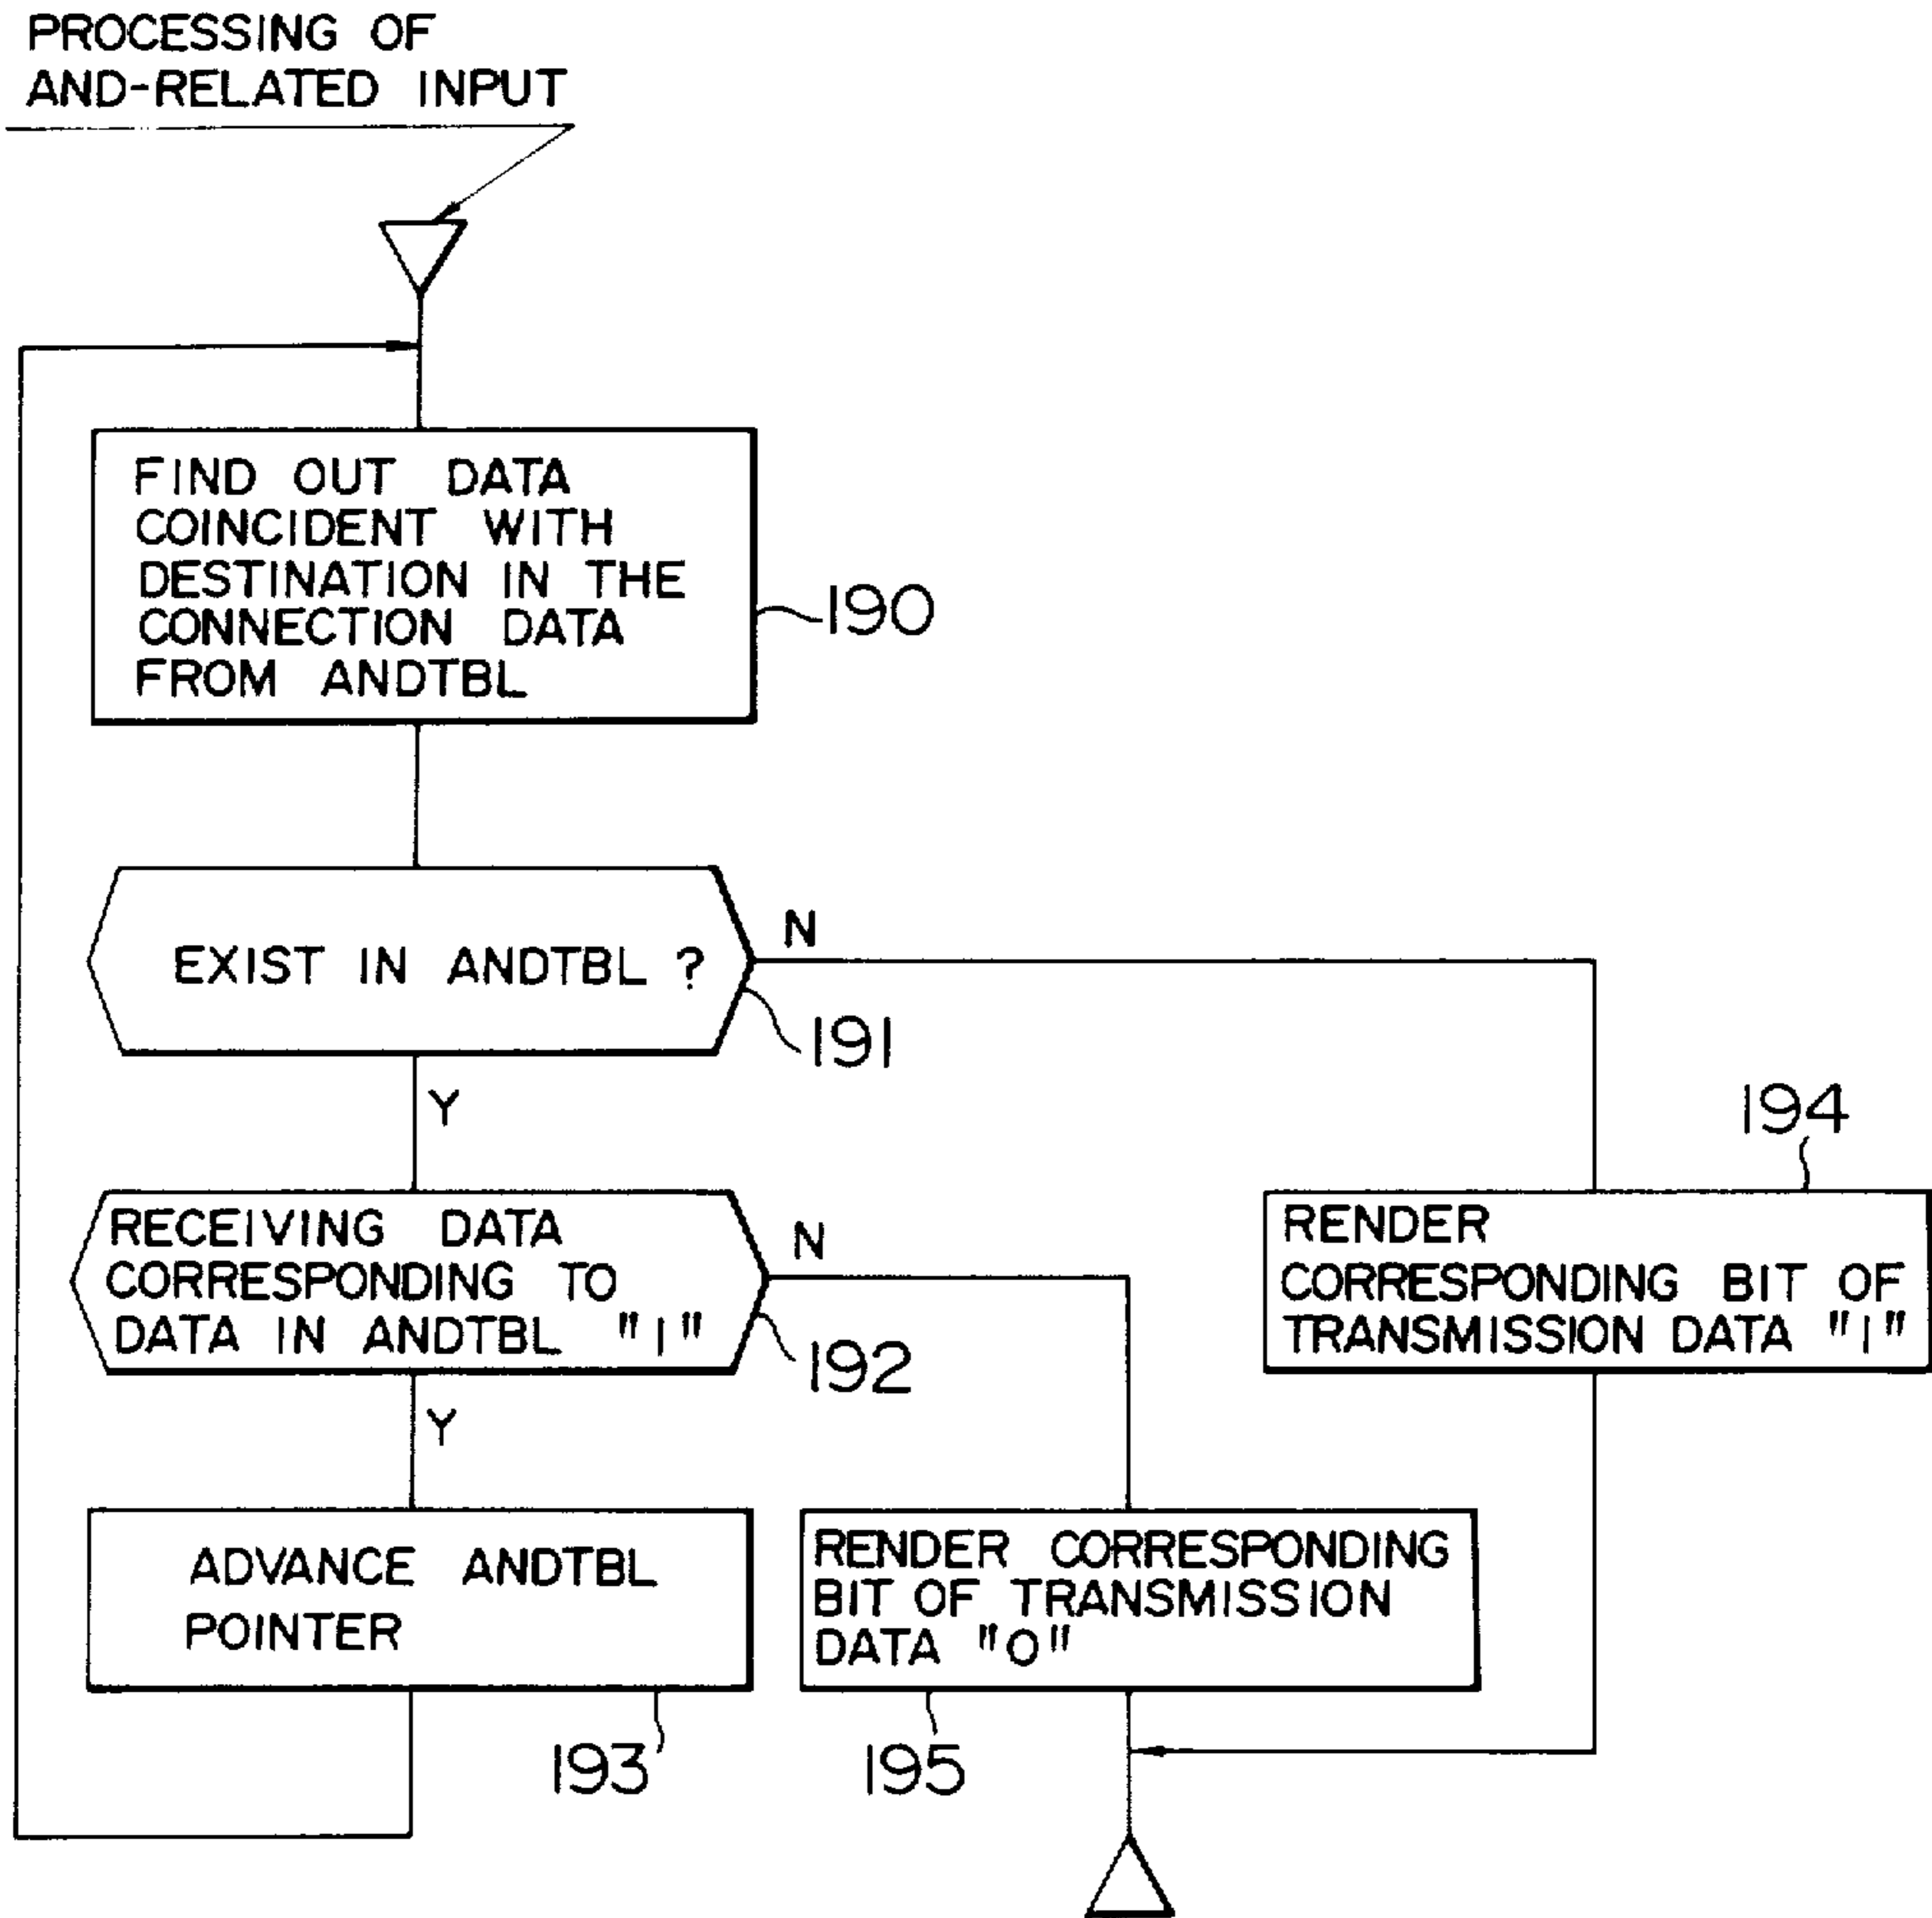 PROCESSING OF
AND-RELATED INPUT
FIND OUT DATA
COINCIDENT WITH
DESTINATION IN THE
CONNECTION DATA
FROM ANDTBL
190
EXIST IN ANDTBL ?
N
191
Y
194
RECEIVING DATA
CORRESPONDING TO
DATA IN ANDTBL "1"
N
192
RENDER
CORRESPONDING BIT OF
TRANSMISSION DATA "1"
Y
ADVANCE ANDTBL
POINTER
193
RENDER CORRESPONDING
BIT OF TRANSMISSION
DATA "0"
195